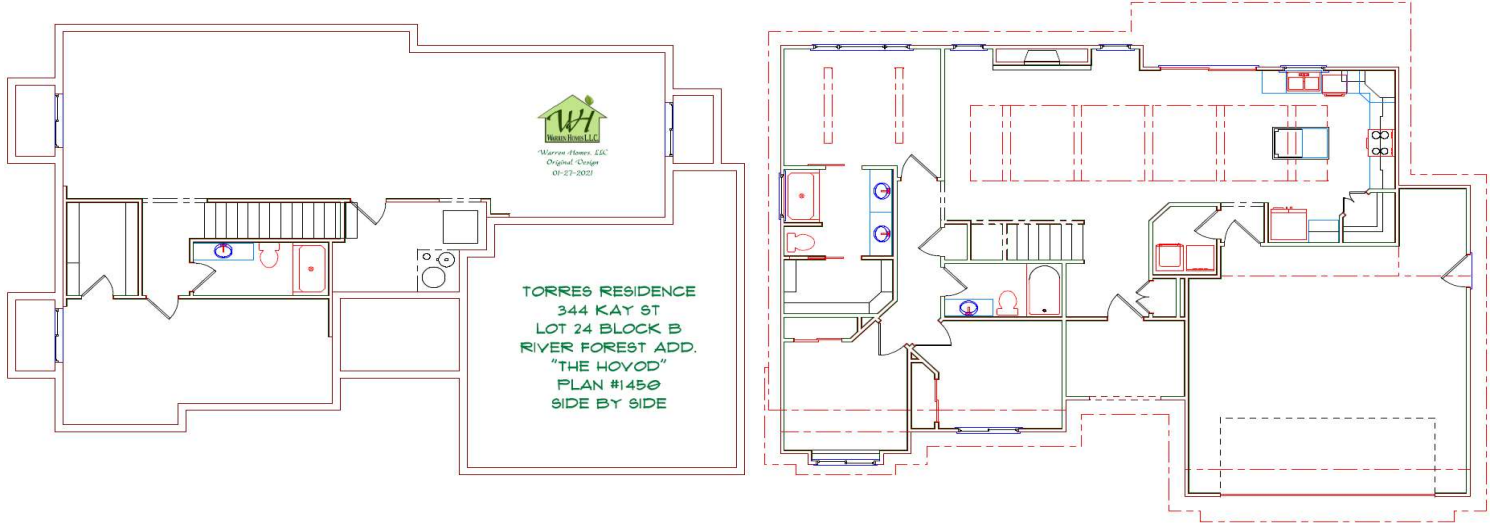 WH
WARREN HOMES L.L.C.
Warren Homes, LLC
Original Design
01-27-2021
TORRES RESIDENCE
344 KAY ST
LOT 24 BLOCK B
RIVER FOREST ADD.
"THE HOVOD"
PLAN #1450
SIDE BY SIDE